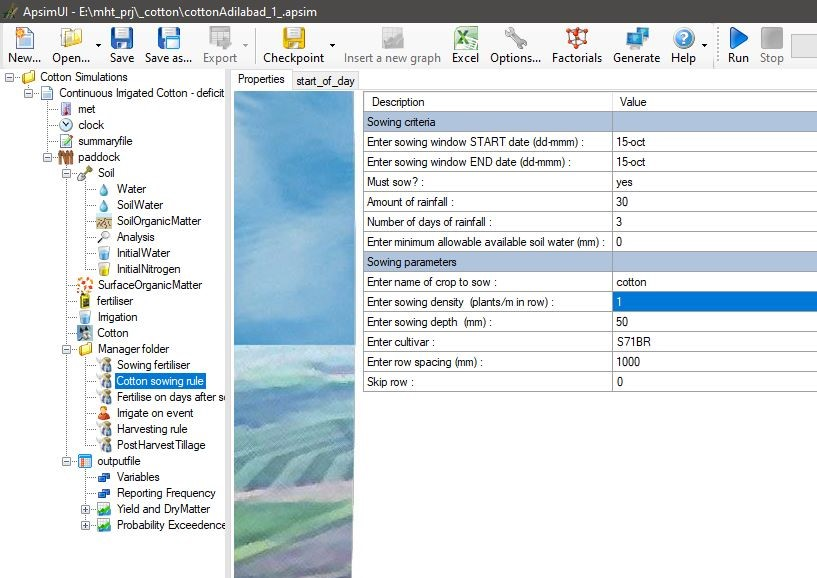 ApsimUI - E:\mht_prj\_cotton\cottonAdilabad_1_.apsim
New... Open... Save Save as... Export Checkpoint Insert a new graph Excel Options... Factorials Generate Help Run Stop
Cotton Simulations
Continuous Irrigated Cotton - deficit
met
clock
summaryfile
paddock
Soil
Water
SoilWater
SoilOrganicMatter
Analysis
InitialWater
InitialNitrogen
SurfaceOrganicMatter
fertiliser
Irrigation
Cotton
Manager folder
Sowing fertiliser
Cotton sowing rule
Fertilise on days after s
Irrigate on event
Harvesting rule
PostHarvestTillage
outputfile
Variables
Reporting Frequency
Yield and DryMatter
Probability Exceedence
Properties start_of_day
Description Value
Sowing criteria
Enter sowing window START date (dd-mmm) : 15-oct
Enter sowing window END date (dd-mmm) : 15-oct
Must sow? : yes
Amount of rainfall : 30
Number of days of rainfall : 3
Enter minimum allowable available soil water (mm) : 0
Sowing parameters
Enter name of crop to sow : cotton
Enter sowing density (plants/m in row) : 1
Enter sowing depth (mm) : 50
Enter cultivar : S71BR
Enter row spacing (mm) : 1000
Skip row : 0